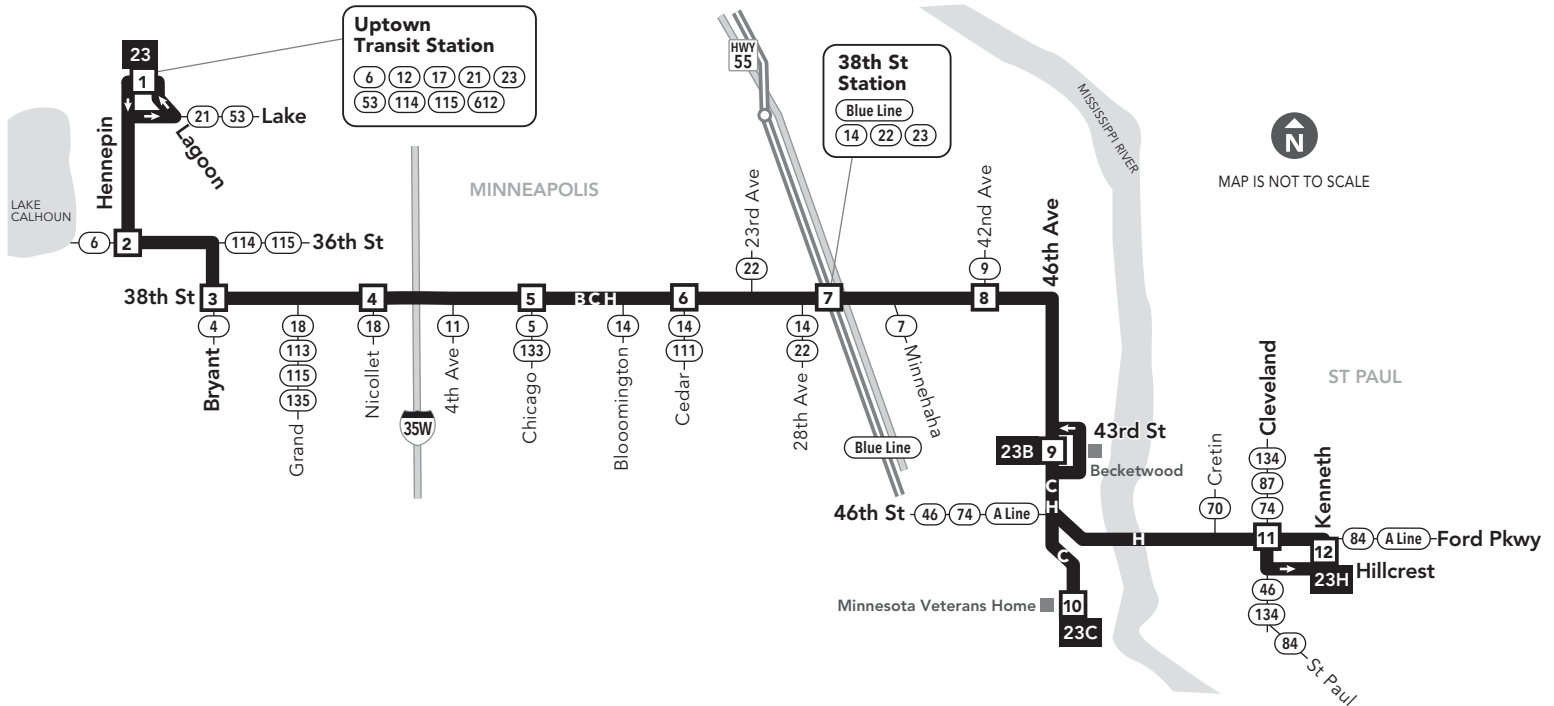 23
1
Uptown
Transit Station
6 12 17 21 23
53 114 115 612
21 53 Lake
Lagoon
Hennepin
LAKE
CALHOUN
6 2 114 115 36th St
MINNEAPOLIS
HWY
55
38th St
Station
Blue Line
14 22 23
MISSISSIPPI RIVER
N
MAP IS NOT TO SCALE
23rd Ave
22
42nd Ave
9
46th Ave
38th St 3 4 5 B C H 6 7 8
4
Bryant
18
113
115
135
Grand
18
Nicollet
35W
11
4th Ave
5
133
Chicago
14
Blooomington
14
111
Cedar
14
22
28th Ave
7
Minnehaha
Blue Line
23B 9
43rd St
Becketwood
C
H
46th St 46 74 A Line
H
C
Minnesota Veterans Home 10
23C
ST PAUL
Cretin
70
Cleveland
134
87
74
11
Kenneth
12
84 A Line Ford Pkwy
23H Hillcrest
46
134
84
St Paul